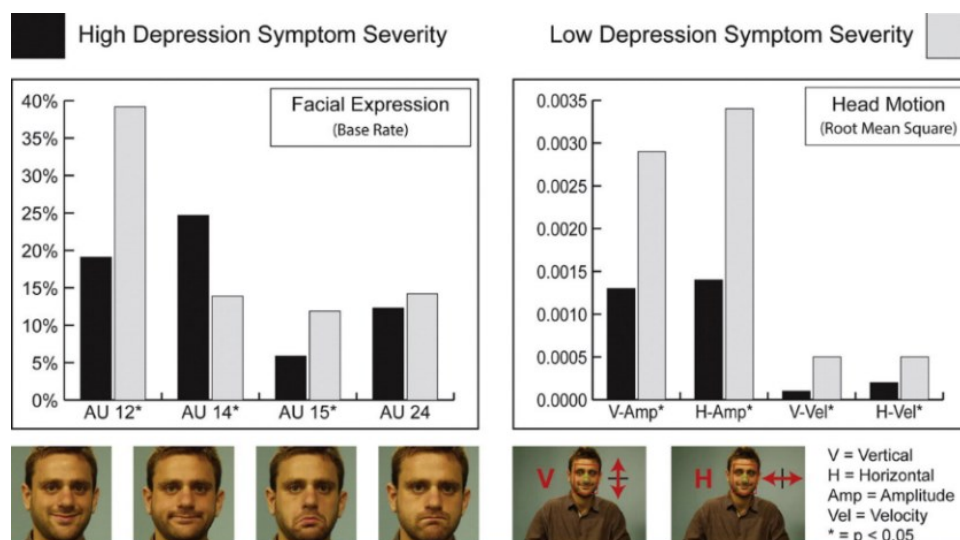 High Depression Symptom Severity
Low Depression Symptom Severity
Facial Expression
(Base Rate)
40%
35%
30%
25%
20%
15%
10%
5%
0%
AU 12*
AU 14*
AU 15*
AU 24
Head Motion
(Root Mean Square)
0.0035
0.0030
0.0025
0.0020
0.0015
0.0010
0.0005
0.0000
V-Amp*
H-Amp*
V-Vel*
H-Vel*
V
H
V = Vertical
H = Horizontal
Amp = Amplitude
Vel = Velocity
* = p < 0.05